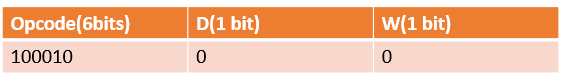 Opcode(6bits) D(1 bit) W(1 bit)
100010 0 0